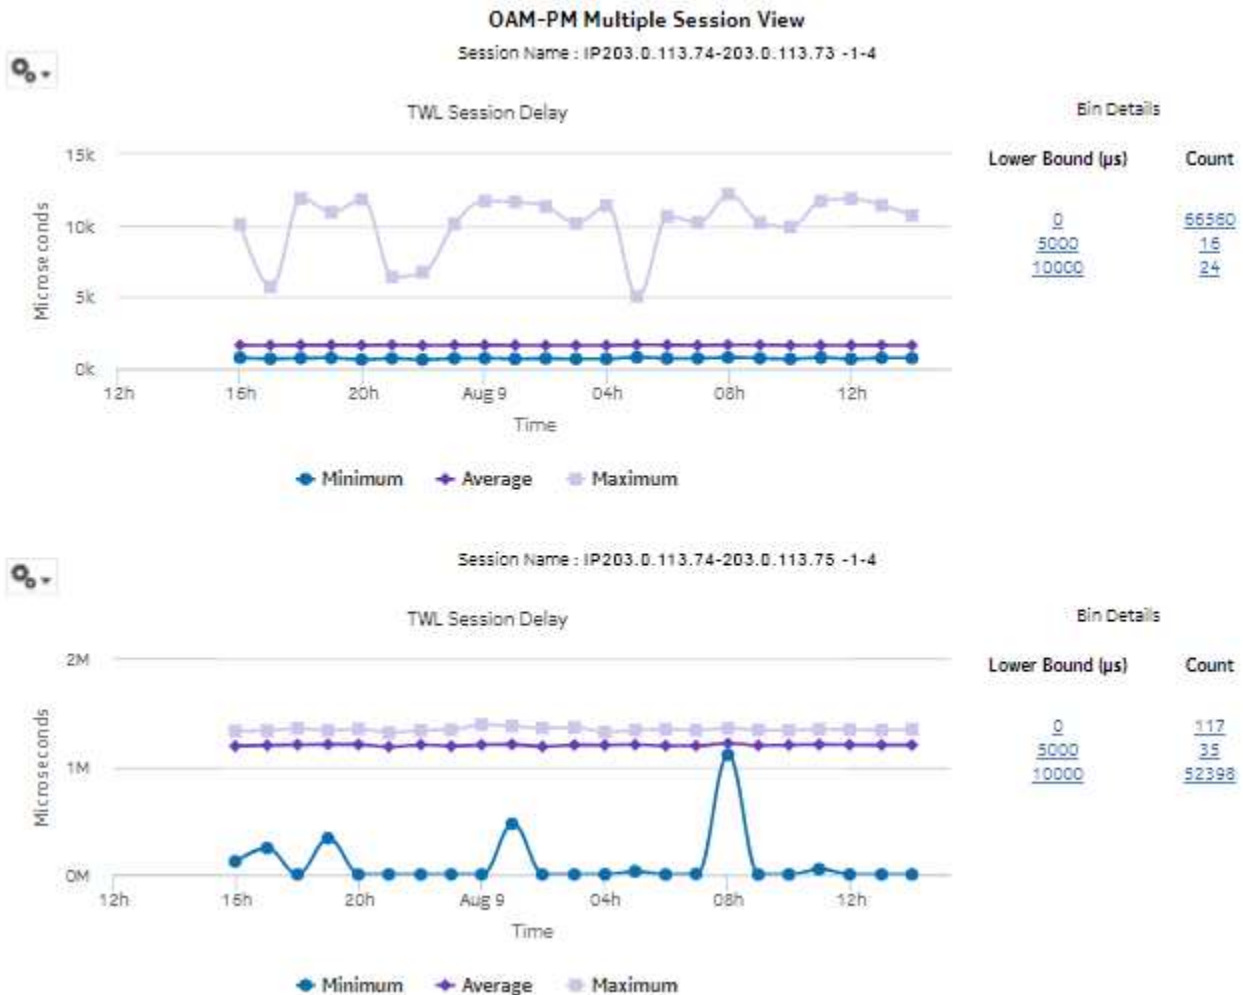 OAM-PM Multiple Session View
Session Name : IP203.0.113.74-203.0.113.73 -1-4
TWL Session Delay
Bin Details
Lower Bound (µs) Count
0 66560
5000 16
10000 24
15k
10k
5k
0k
Microseconds
12h 16h 20h Aug 9 04h 08h 12h
Time
Minimum Average Maximum
Session Name : IP203.0.113.74-203.0.113.75 -1-4
TWL Session Delay
Bin Details
Lower Bound (µs) Count
0 117
5000 35
10000 52398
2M
1M
0M
Microseconds
12h 16h 20h Aug 9 04h 08h 12h
Time
Minimum Average Maximum